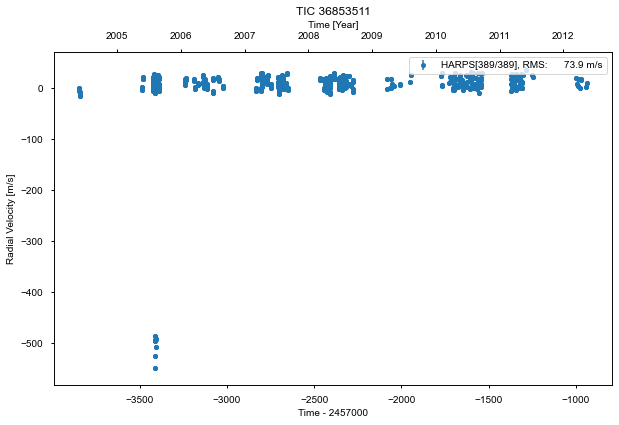 TIC 36853511
Time [Year]
2005 2006 2007 2008 2009 2010 2011 2012
HARPS[389/389], RMS: 73.9 m/s
0
−100
−200
−300
−400
−500
Radial Velocity [m/s]
−3500 −3000 −2500 −2000 −1500 −1000
Time - 2457000